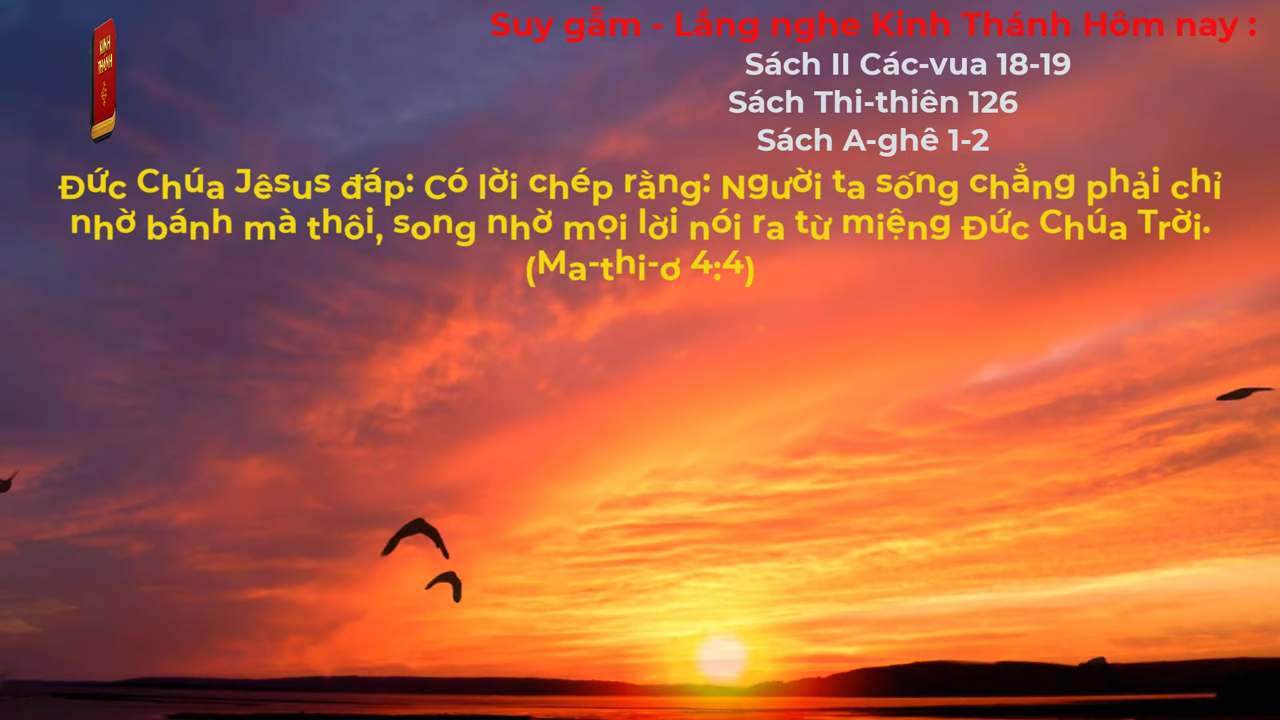 Suy gẫm - Lắng nghe Kinh Thánh Hôm nay :
Sách II Các-vua 18-19
Sách Thi-thiên 126
Sách A-ghê 1-2
KINH
THÁNH
Đức Chúa Jêsus đáp: Có lời chép rằng: Người ta sống chẳng phải chỉ
nhờ bánh mà thôi, song nhờ mọi lời nói ra từ miệng Đức Chúa Trời.
(Ma-thi-ơ 4:4)